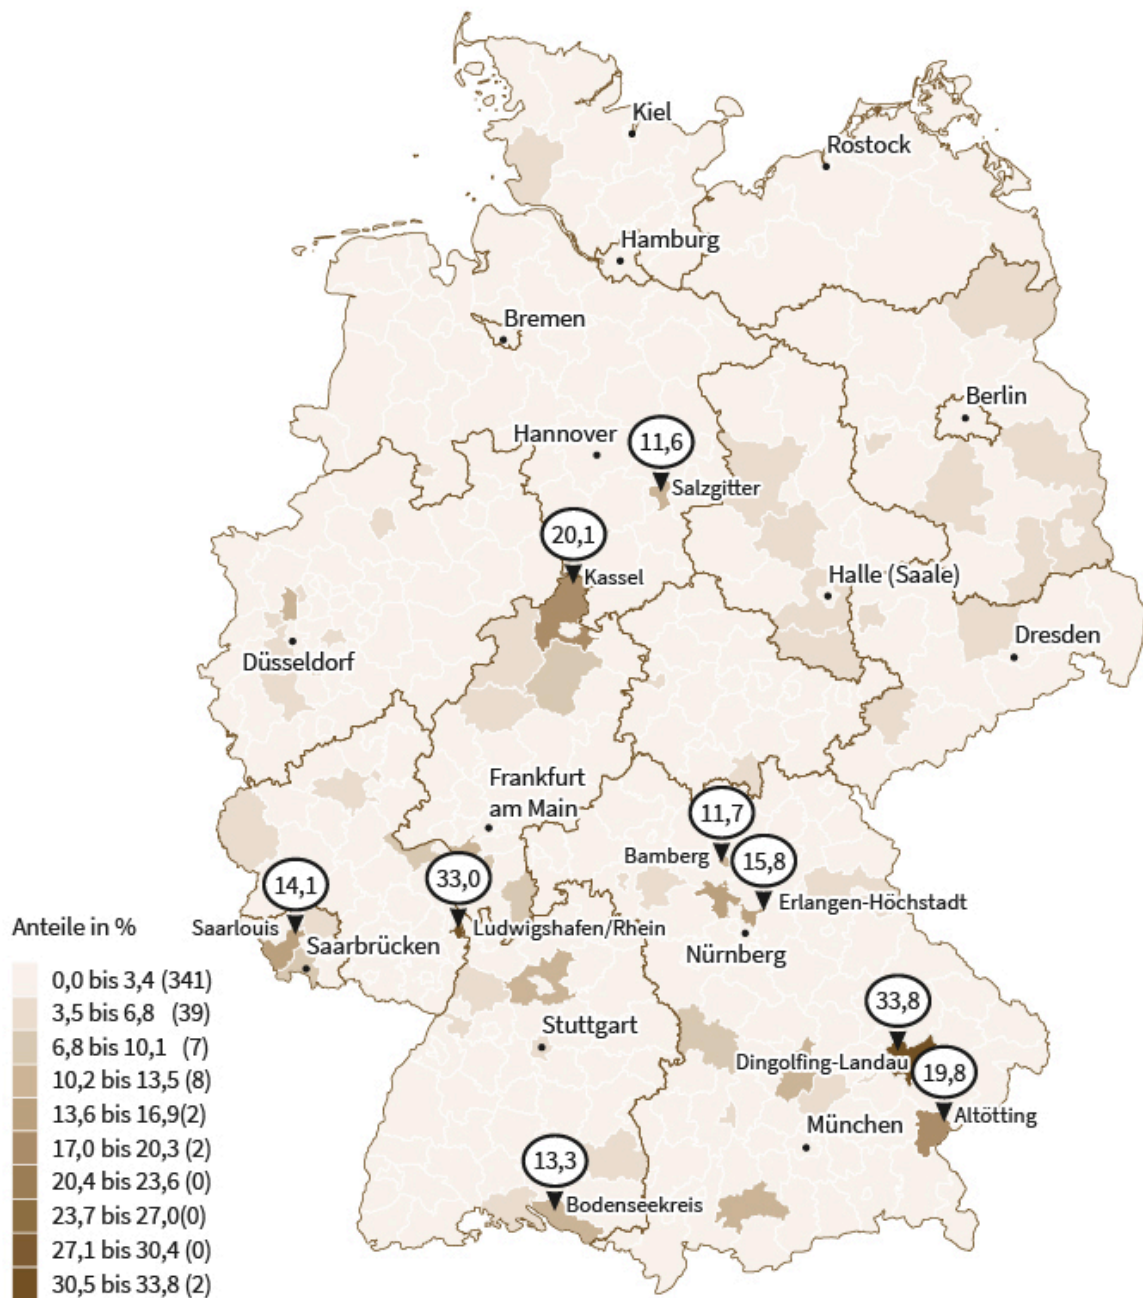 Kiel
Rostock
Hamburg
Bremen
Berlin
Hannover
11,6
Salzgitter
20,1
Kassel
Halle (Saale)
Dresden
Düsseldorf
Frankfurt
am Main
11,7
Bamberg
15,8
14,1
33,0
Erlangen-Höchstadt
Saarlouis
Ludwigshafen/Rhein
Saarbrücken
Nürnberg
33,8
Stuttgart
Dingolfing-Landau
19,8
Altötting
München
13,3
Bodenseekreis
Anteile in %
0,0 bis 3,4 (341)
3,5 bis 6,8 (39)
6,8 bis 10,1 (7)
10,2 bis 13,5 (8)
13,6 bis 16,9(2)
17,0 bis 20,3 (2)
20,4 bis 23,6 (0)
23,7 bis 27,0(0)
27,1 bis 30,4 (0)
30,5 bis 33,8 (2)